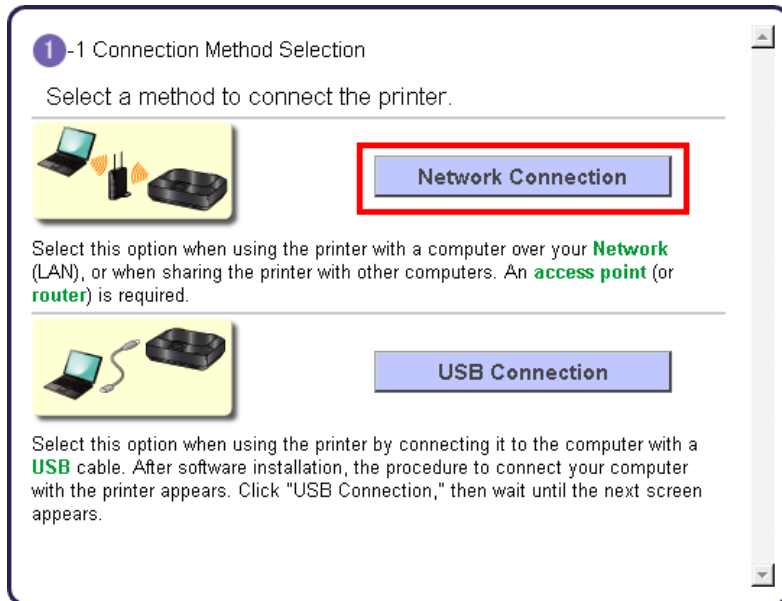 1-1 Connection Method Selection
Select a method to connect the printer.
Network Connection
Select this option when using the printer with a computer over your Network
(LAN), or when sharing the printer with other computers. An access point (or
router) is required.
USB Connection
Select this option when using the printer by connecting it to the computer with a
USB cable. After software installation, the procedure to connect your computer
with the printer appears. Click "USB Connection," then wait until the next screen
appears.